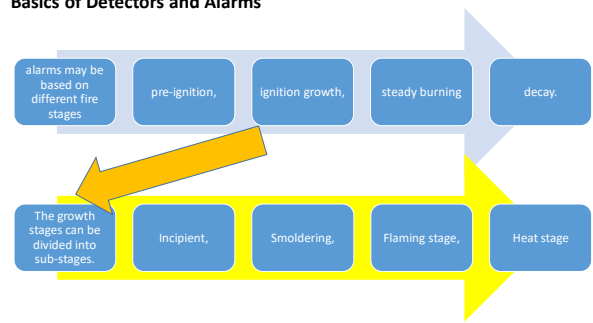 Basics of Detectors and Alarms
alarms may be
based on
different fire
stages
pre-ignition,
ignition growth,
steady burning
decay.
The growth
stages can be
divided into
sub-stages.
Incipient,
Smoldering,
Flaming stage,
Heat stage